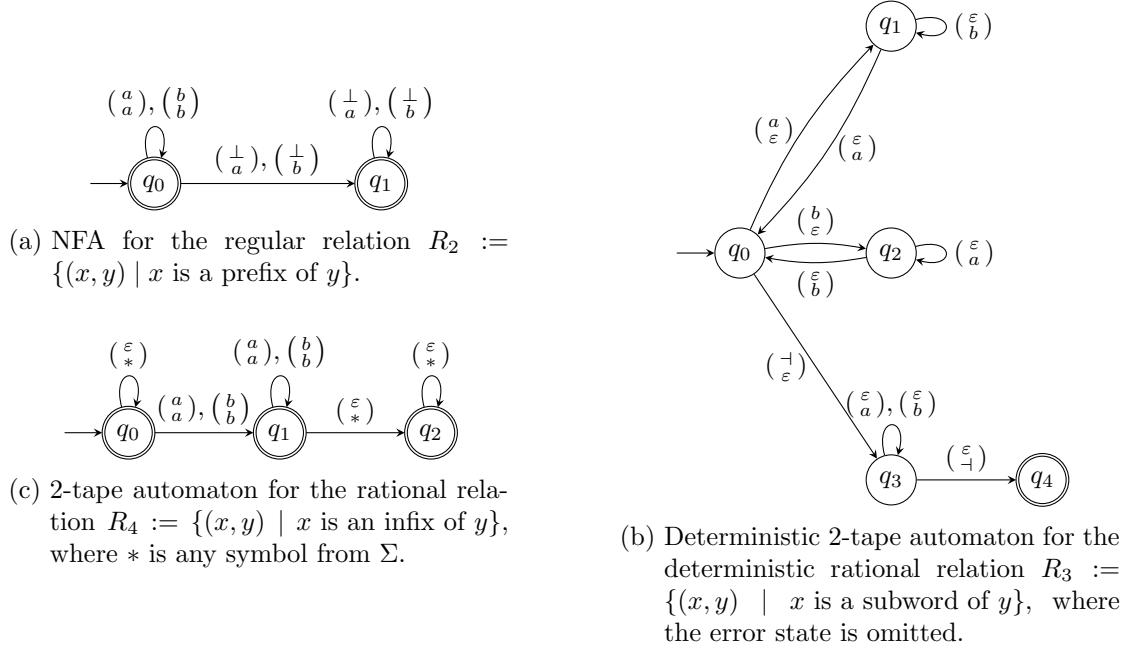 (a/a), (b/b)
(⊥/a), (⊥/b)
(⊥/a), (⊥/b)
q0
q1
(a) NFA for the regular relation R2 :=
{(x, y) | x is a prefix of y}.
(ε/∗)
(a/a), (b/b)
(ε/∗)
(a/a), (b/b)
(ε/∗)
q0
q1
q2
(c) 2-tape automaton for the rational rela-
tion R4 := {(x, y) | x is an infix of y},
where ∗ is any symbol from Σ.
q1
(ε/b)
(a/ε)
(ε/a)
(b/ε)
q0
q2
(ε/a)
(ε/b)
(⊣/ε)
(ε/a), (ε/b)
(ε/⊣)
q3
q4
(b) Deterministic 2-tape automaton for the
deterministic rational relation R3 :=
{(x, y) | x is a subword of y}, where
the error state is omitted.